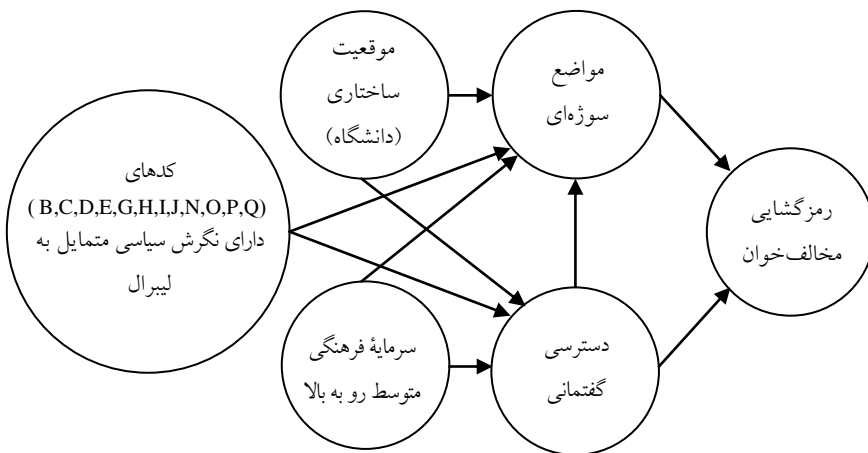 موقعیت
ساختاری
(دانشگاه)
مواضع
سوژه‌ای
کدهای
( B,C,D,E,G,H,I,J,N,O,P,Q)
دارای نگرش سیاسی متمایل به
لیبرال
رمزگشایی
مخالف‌خوان
سرمایۀ فرهنگی
متوسط رو به بالا
دسترسی
گفتمانی